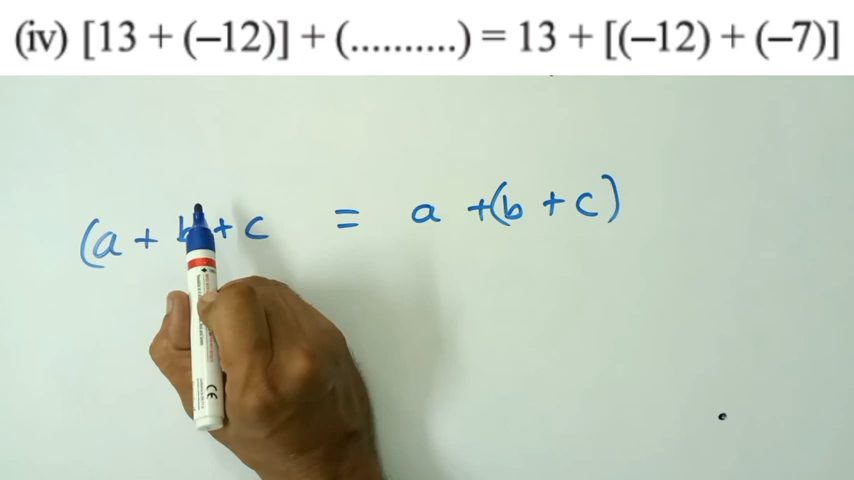 (iv) [13 + (−12)] + (..........) = 13 + [(−12) + (−7)]
(a + b + c = a + (b + c)